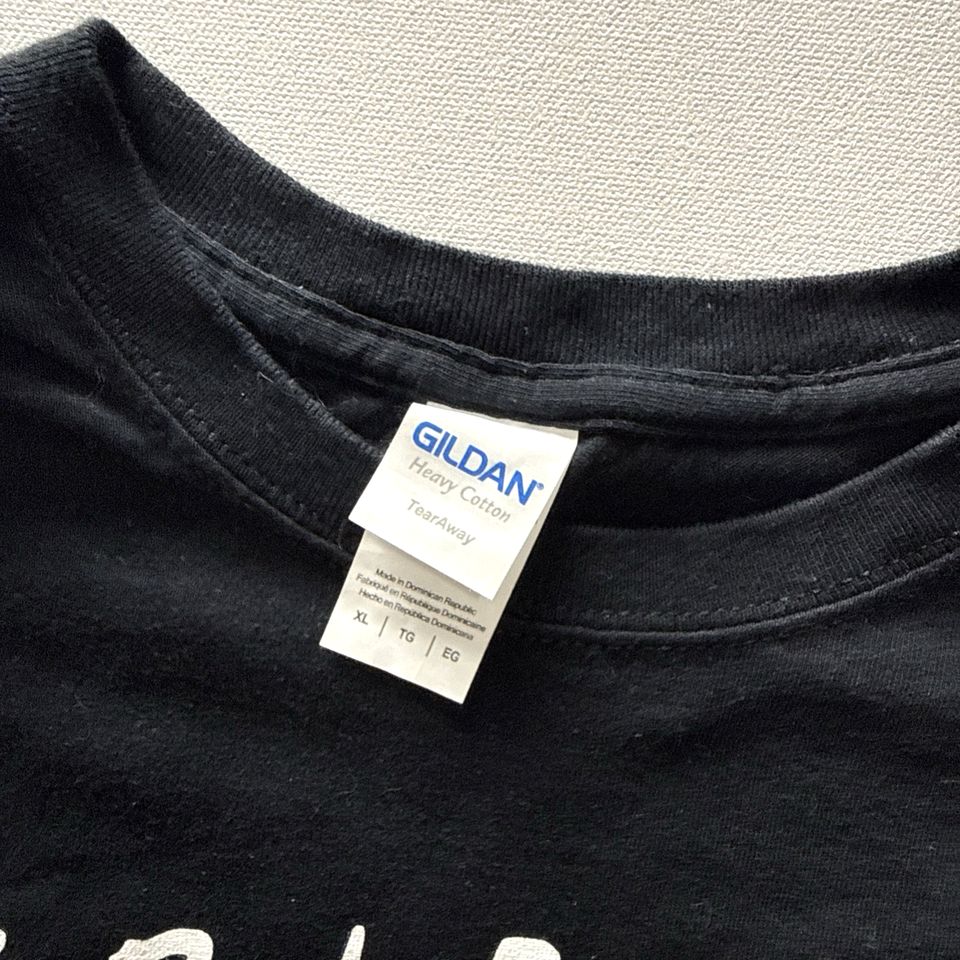 GILDAN®
Heavy Cotton
TearAway
Made in Dominican Republic
Fabriqué en République Dominicaine
Hecho en República Dominicana
XL | TG | EG